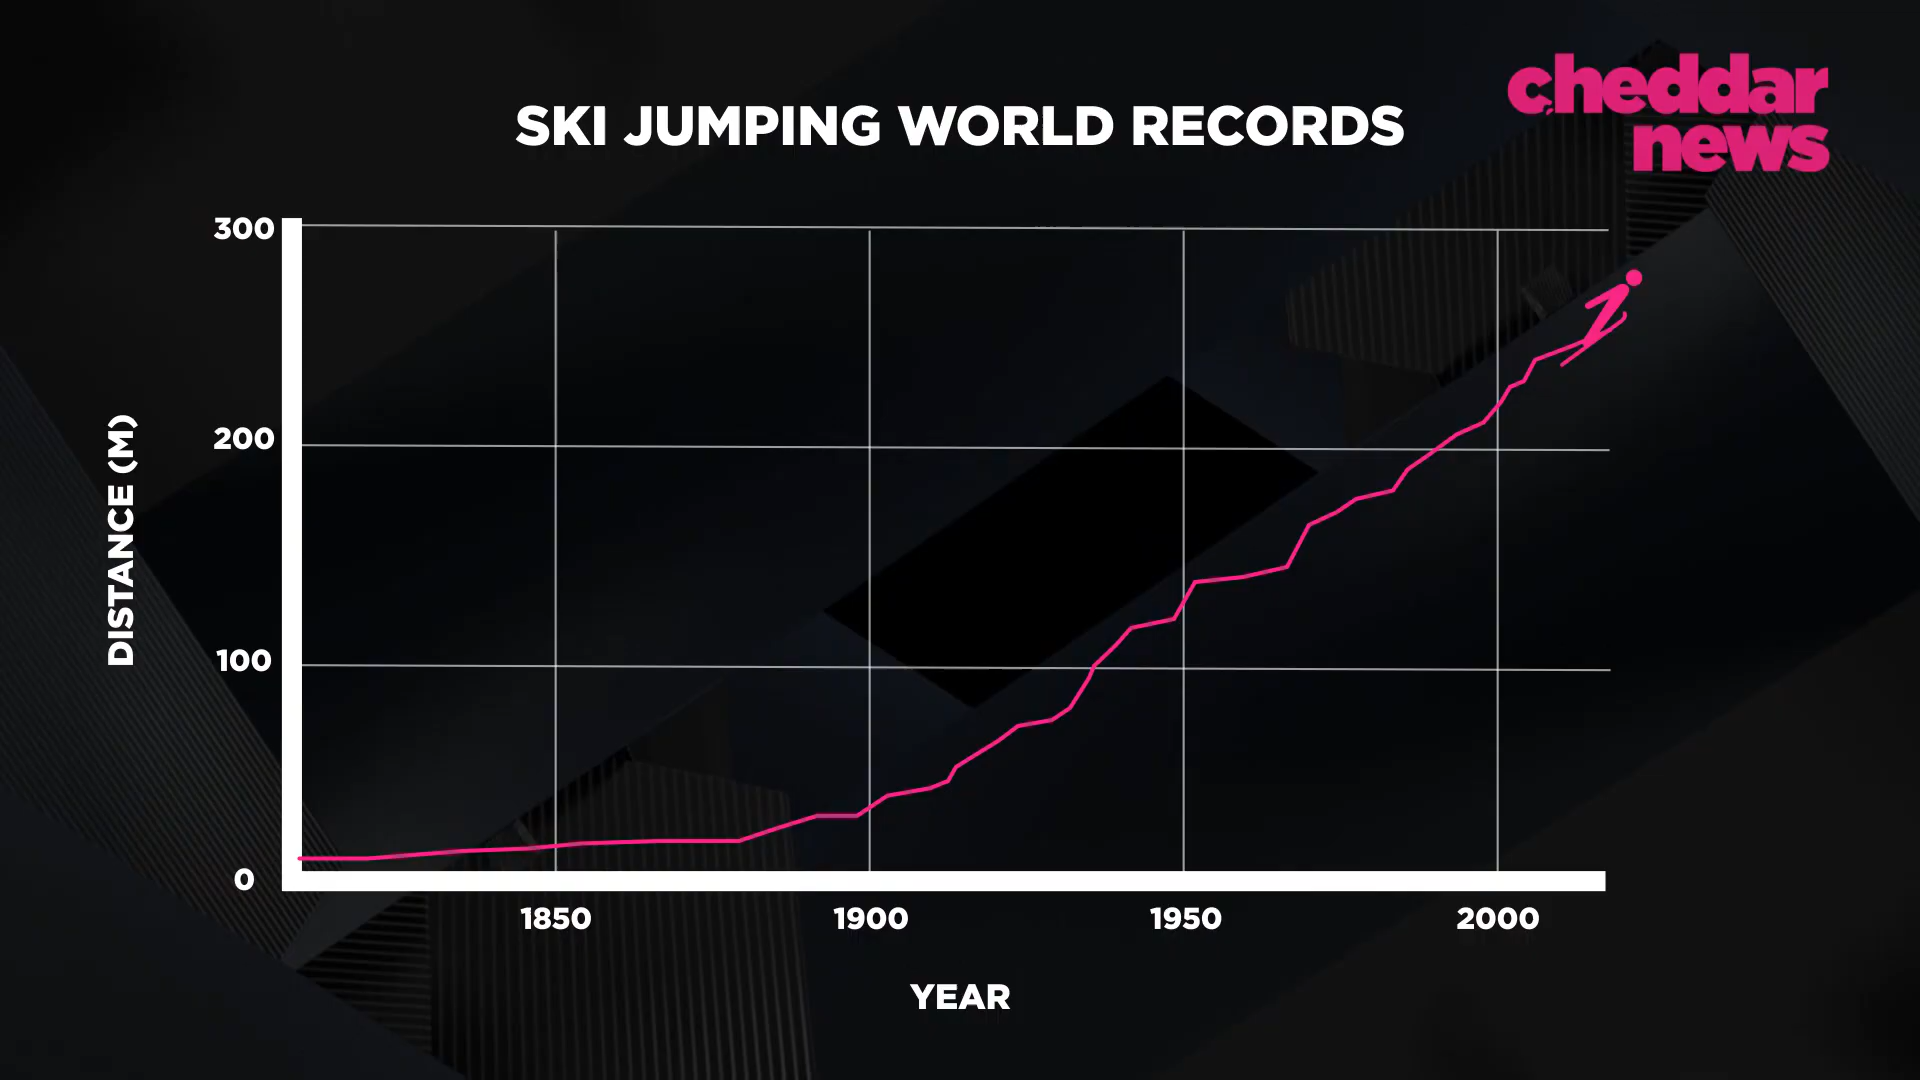 cheddar
news
SKI JUMPING WORLD RECORDS
300
200
100
0
DISTANCE (M)
1850
1900
1950
2000
YEAR